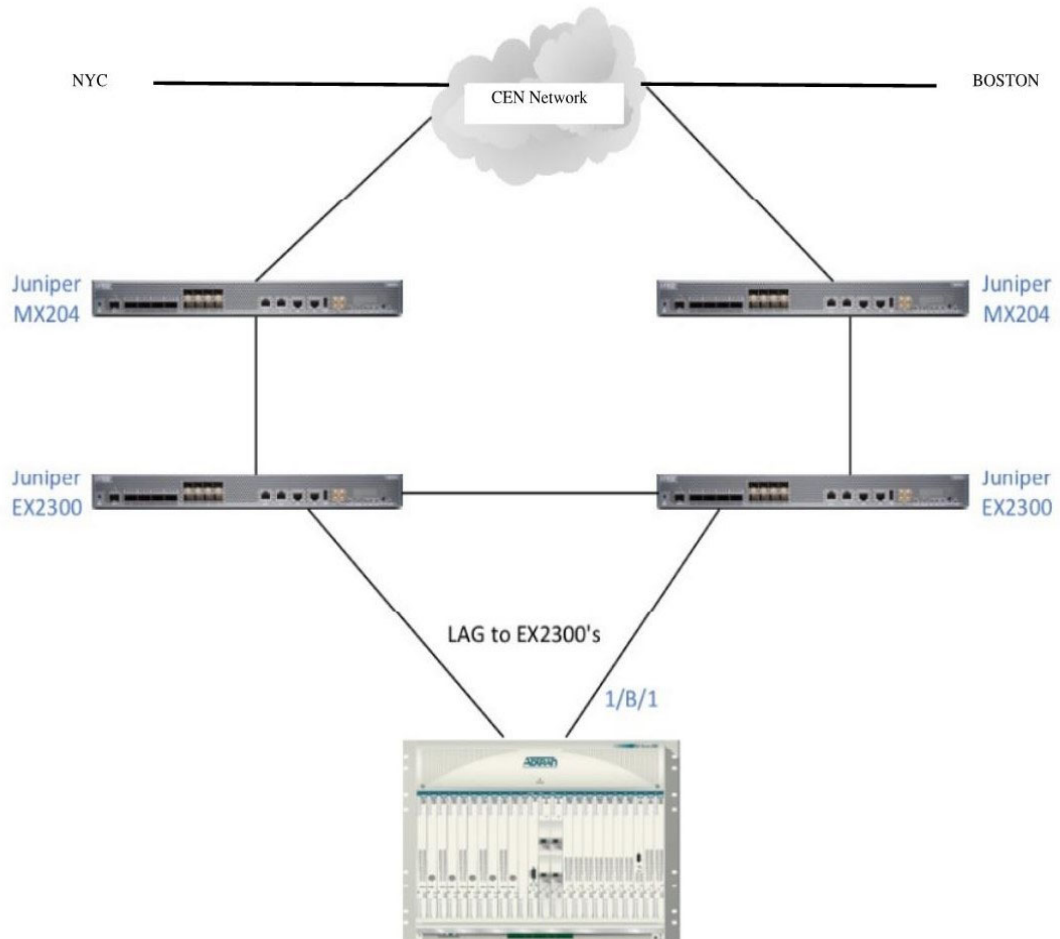 NYC
CEN Network
BOSTON
Juniper
MX204
Juniper
MX204
Juniper
EX2300
Juniper
EX2300
LAG to EX2300's
1/B/1
ADTRAN